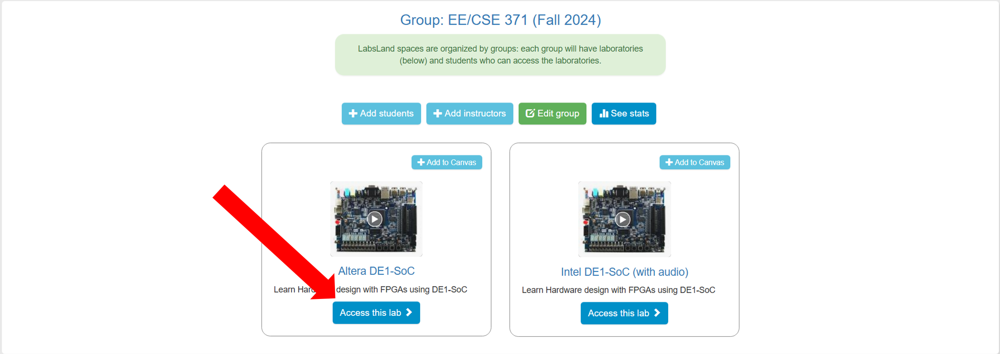 Group: EE/CSE 371 (Fall 2024)
LabsLand spaces are organized by groups: each group will have laboratories
(below) and students who can access the laboratories.
Add students
Add instructors
Edit group
See stats
Add to Canvas
Altera DE1-SoC
Learn design with FPGAs using DE1-SoC
Access this lab
Add to Canvas
Intel DE1-SoC (with audio)
Learn Hardware design with FPGAs using DE1-SoC
Access this lab